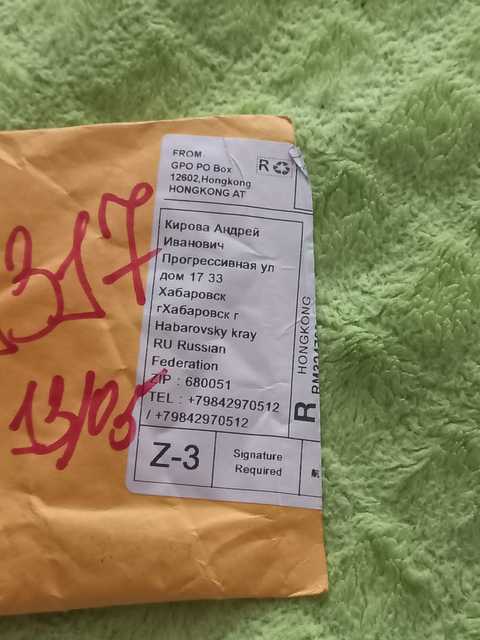 FROM
GPO PO Box
12602,Hongkong
HONGKONG AT
R
Кирова Андрей
Иванович
Прогрессивная ул
дом 17 33
Хабаровск
гХабаровск г
Habarovsky kray
RU Russian
Federation
ZIP : 680051
TEL : +79842970512
/ +79842970512
HONGKONG
R
Z-3
Signature
Required
317
13/05